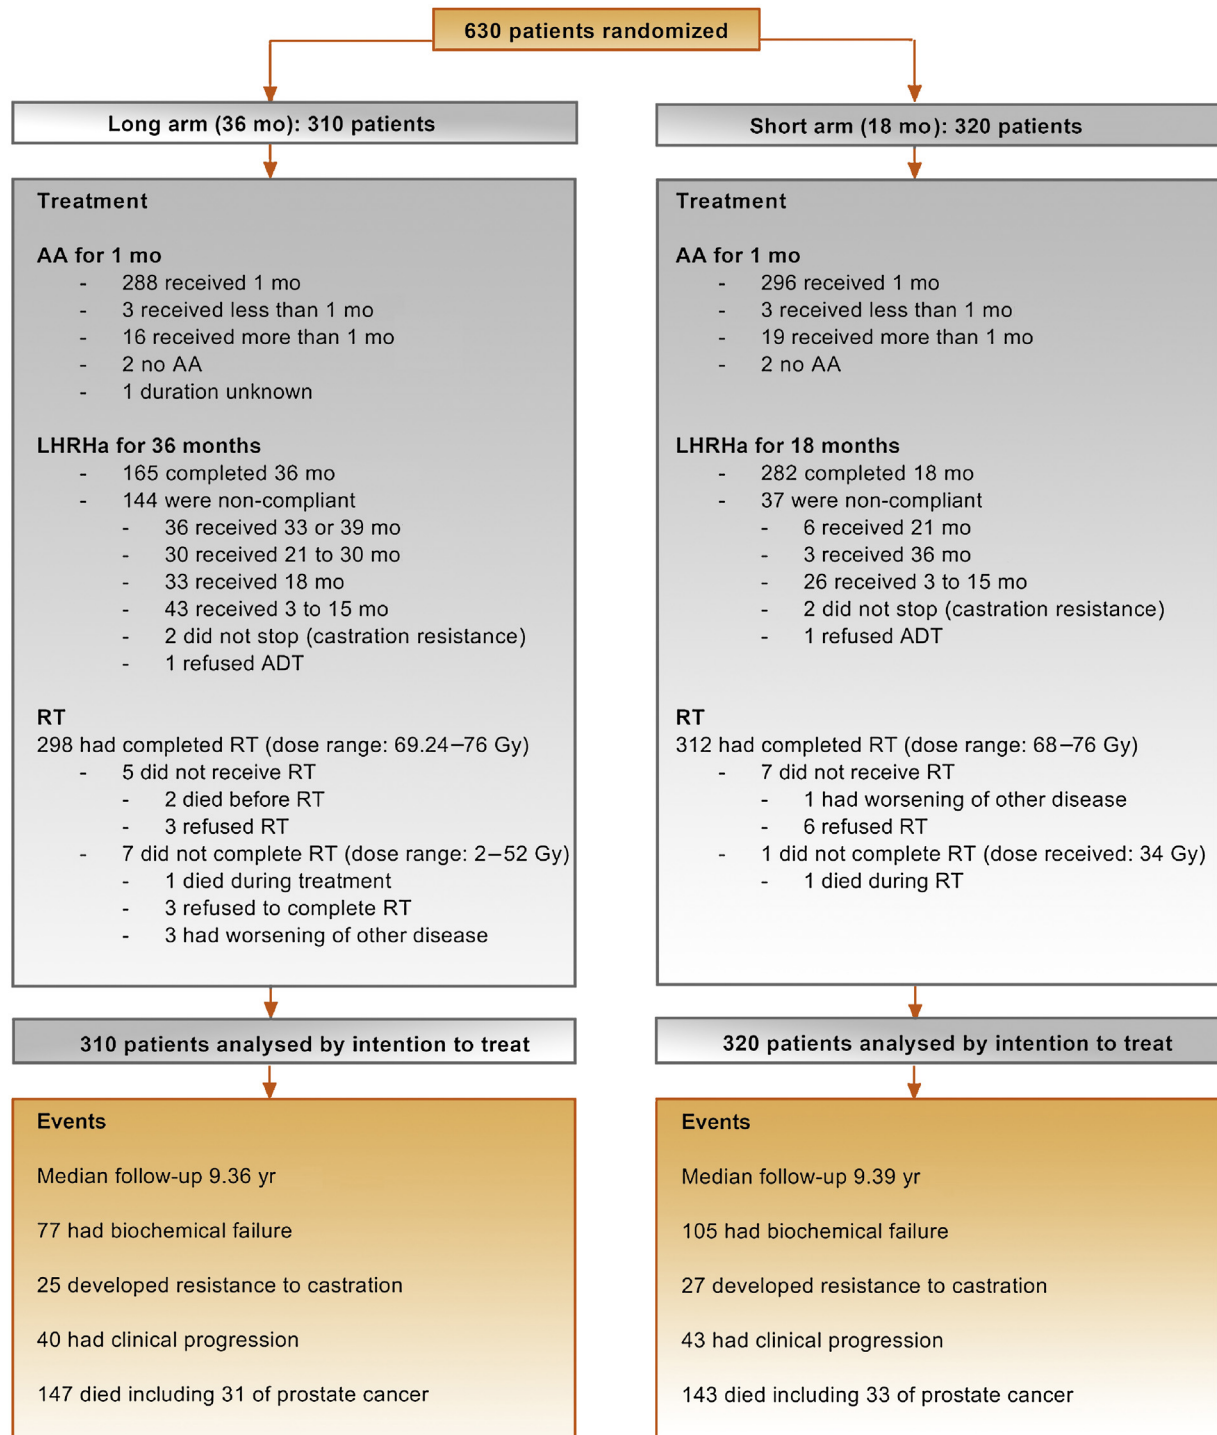 630 patients randomized
Long arm (36 mo): 310 patients
Treatment
AA for 1 mo
- 288 received 1 mo
- 3 received less than 1 mo
- 16 received more than 1 mo
- 2 no AA
- 1 duration unknown
LHRHa for 36 months
- 165 completed 36 mo
- 144 were non-compliant
- 36 received 33 or 39 mo
- 30 received 21 to 30 mo
- 33 received 18 mo
- 43 received 3 to 15 mo
- 2 did not stop (castration resistance)
- 1 refused ADT
RT
298 had completed RT (dose range: 69.24–76 Gy)
- 5 did not receive RT
- 2 died before RT
- 3 refused RT
- 7 did not complete RT (dose range: 2–52 Gy)
- 1 died during treatment
- 3 refused to complete RT
- 3 had worsening of other disease
310 patients analysed by intention to treat
Events
Median follow-up 9.36 yr
77 had biochemical failure
25 developed resistance to castration
40 had clinical progression
147 died including 31 of prostate cancer
Short arm (18 mo): 320 patients
Treatment
AA for 1 mo
- 296 received 1 mo
- 3 received less than 1 mo
- 19 received more than 1 mo
- 2 no AA
LHRHa for 18 months
- 282 completed 18 mo
- 37 were non-compliant
- 6 received 21 mo
- 3 received 36 mo
- 26 received 3 to 15 mo
- 2 did not stop (castration resistance)
- 1 refused ADT
RT
312 had completed RT (dose range: 68–76 Gy)
- 7 did not receive RT
- 1 had worsening of other disease
- 6 refused RT
- 1 did not complete RT (dose received: 34 Gy)
- 1 died during RT
320 patients analysed by intention to treat
Events
Median follow-up 9.39 yr
105 had biochemical failure
27 developed resistance to castration
43 had clinical progression
143 died including 33 of prostate cancer